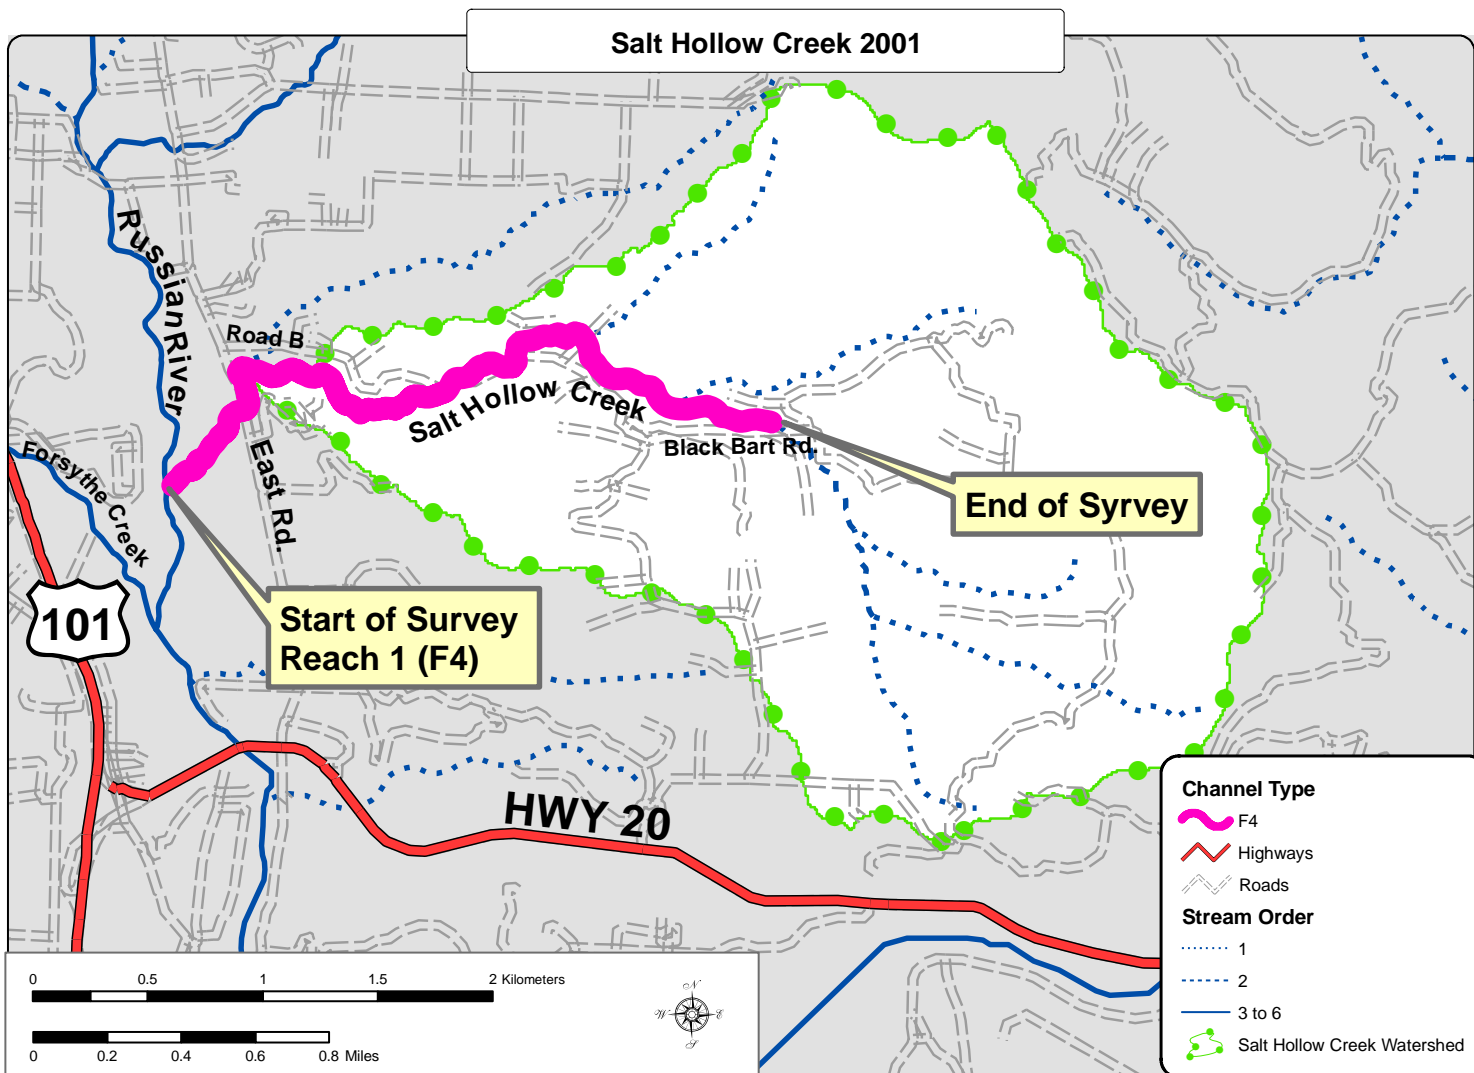 Salt Hollow Creek 2001
Russian River
Road B
Salt Hollow Creek
Black Bart Rd.
East Rd.
Forsythe Creek
End of Syrvey
101
Start of Survey
Reach 1 (F4)
HWY 20
Channel Type
F4
Highways
Roads
Stream Order
1
2
3 to 6
Salt Hollow Creek Watershed
0 0.5 1 1.5 2 Kilometers
0 0.2 0.4 0.6 0.8 Miles
N
W E
S